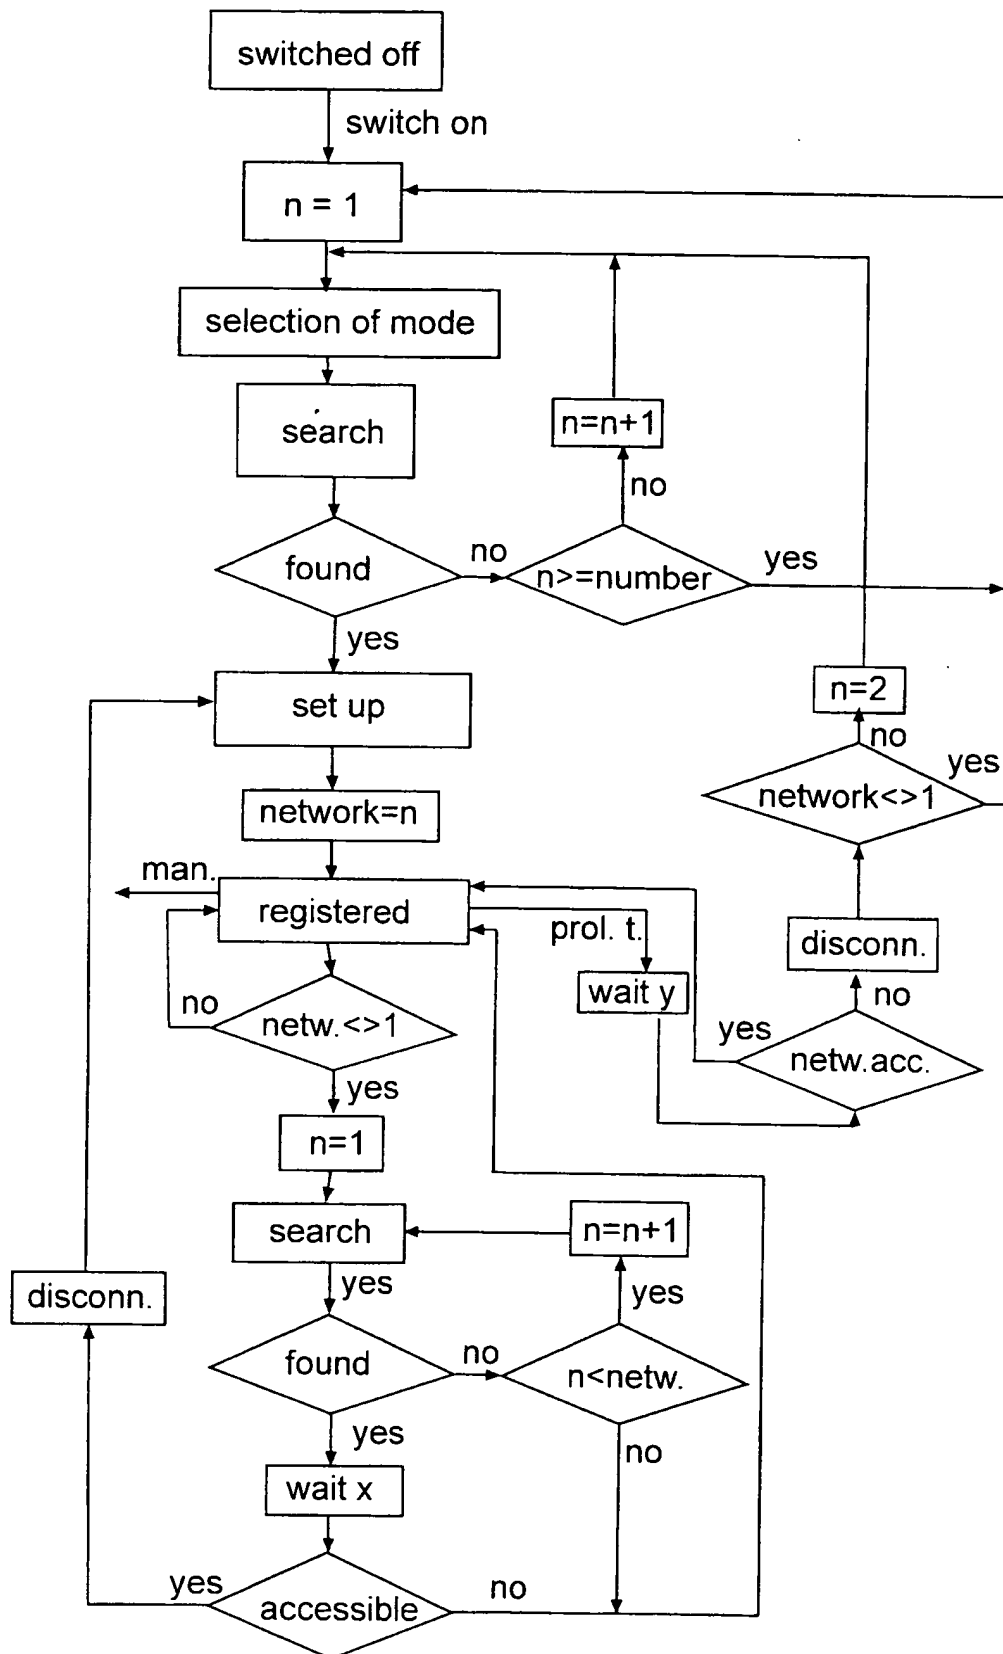 switched off
switch on
n = 1
selection of mode
search
n=n+1
no
found
no
n>=number
yes
yes
set up
n=2
no
yes
network<>1
network=n
man.
registered
prol. t.
disconn.
wait y
no
no
netw.<>1
yes
netw.acc.
yes
n=1
search
n=n+1
yes
disconn.
yes
found
no
n<netw.
yes
no
wait x
yes
no
accessible